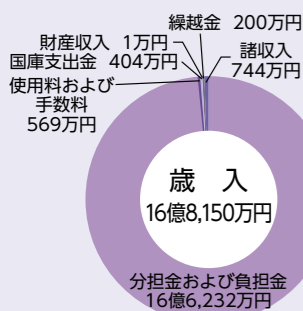 繰越金 200万円
財産収入 1万円
諸収入
国庫支出金 404万円
744万円
使用料および
手数料
569万円
歳 入
16億8,150万円
分担金および負担金
16億6,232万円